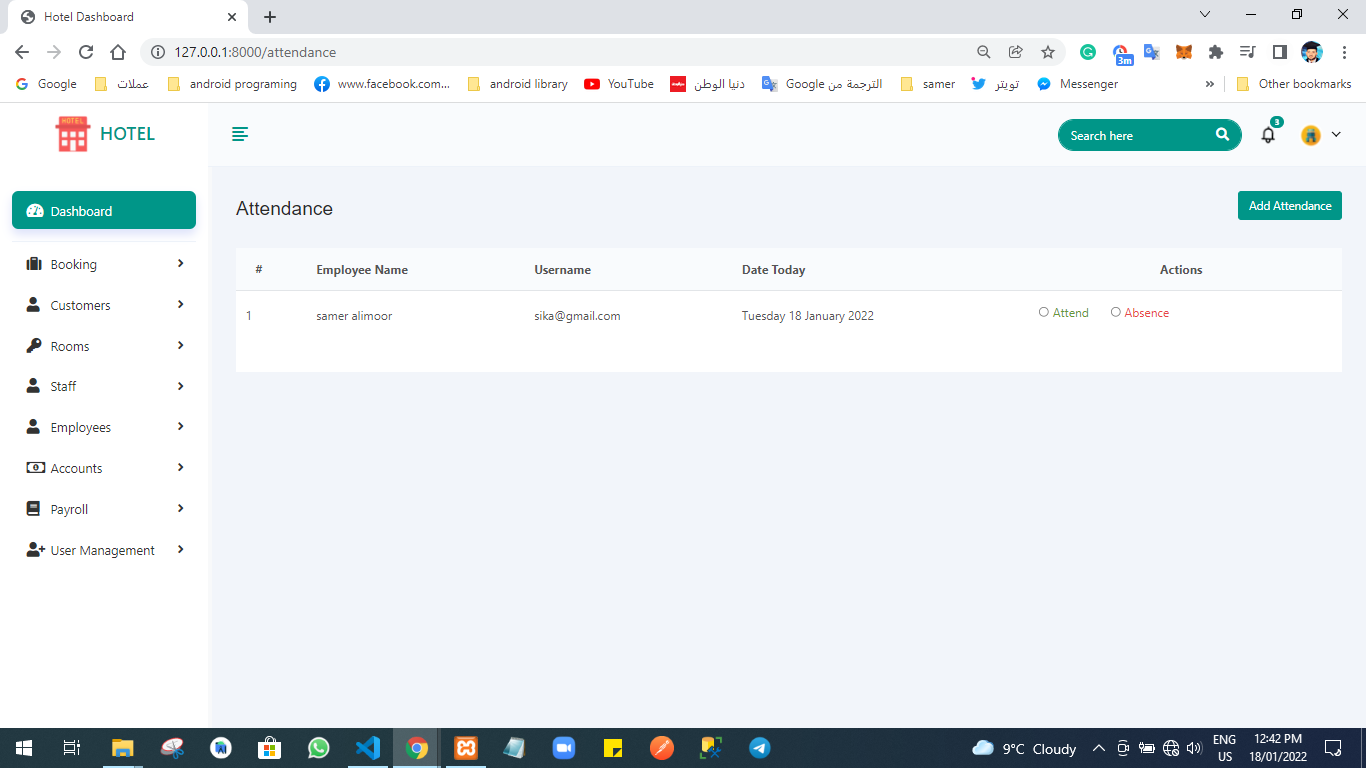 Hotel Dashboard
127.0.0.1:8000/attendance
3m
Google
عملات
android programing
www.facebook.com...
android library
YouTube
دنيا الوطن
الترجمة من Google
samer
تويتر
Messenger
»
Other bookmarks
HOTEL
HOTEL
Search here
3
Dashboard
Attendance
Add Attendance
Booking
Customers
Rooms
Staff
Employees
Accounts
Payroll
User Management
# Employee Name Username Date Today Actions
1 samer alimoor sika@gmail.com Tuesday 18 January 2022 Attend Absence
9°C Cloudy
ENG
US
12:42 PM
18/01/2022